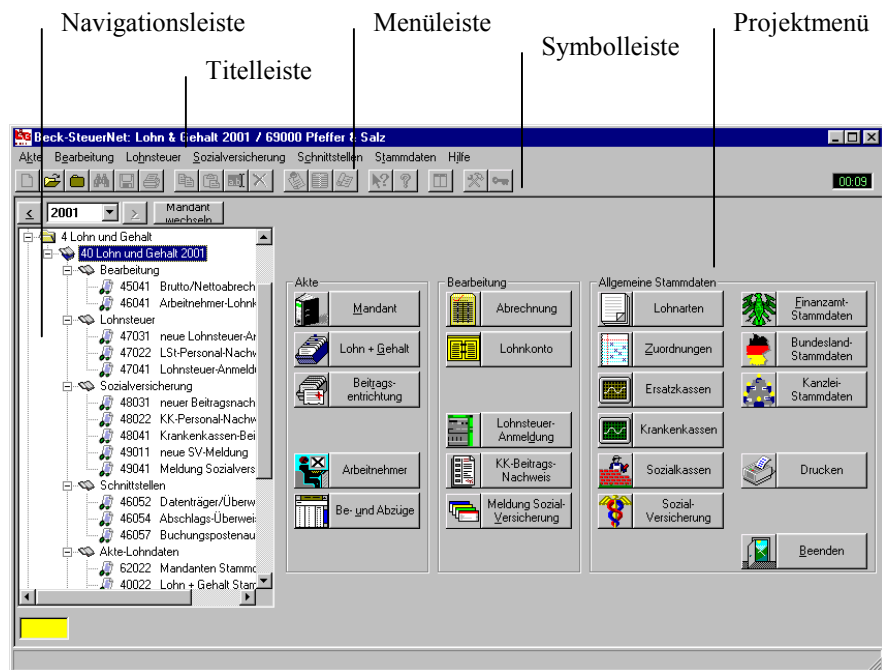 Navigationsleiste
Menüleiste
Projektmenü
Symbolleiste
Titelleiste
Beck-SteuerNet: Lohn & Gehalt 2001 / 69000 Pfeffer & Salz
Akte Bearbeitung Lohnsteuer Sozialversicherung Schnittstellen Stammdaten Hilfe
00:09
< 2001 > Mandant
wechseln
4 Lohn und Gehalt
40 Lohn und Gehalt 2001
Bearbeitung
45041 Brutto/Nettoabrech
46041 Arbeitnehmer-Lohnk
Lohnsteuer
47031 neue Lohnsteuer-An
47022 LSt-Personal-Nachw
47041 Lohnsteuer-Anmeldu
Sozialversicherung
48031 neuer Beitragsnach
48022 KK-Personal-Nachw
48041 Krankenkassen-Bei
49011 neue SV-Meldung
49041 Meldung Sozialvers
Schnittstellen
46052 Datenträger/Überw
46054 Abschlags-Überwei
46057 Buchungspostenau
Akte-Lohndaten
62022 Mandanten Stammd
40022 Lohn + Gehalt Stam
Akte
Mandant
Lohn + Gehalt
Beitrags-
entrichtung
Arbeitnehmer
Be- und Abzüge
Bearbeitung
Abrechnung
Lohnkonto
Lohnsteuer-
Anmeldung
KK-Beitrags-
Nachweis
Meldung Sozial-
Versicherung
Allgemeine Stammdaten
Lohnarten
Zuordnungen
Ersatzkassen
Krankenkassen
Sozialkassen
Sozial-
Versicherung
Finanzamt-
Stammdaten
Bundesland-
Stammdaten
Kanzlei-
Stammdaten
Drucken
Beenden